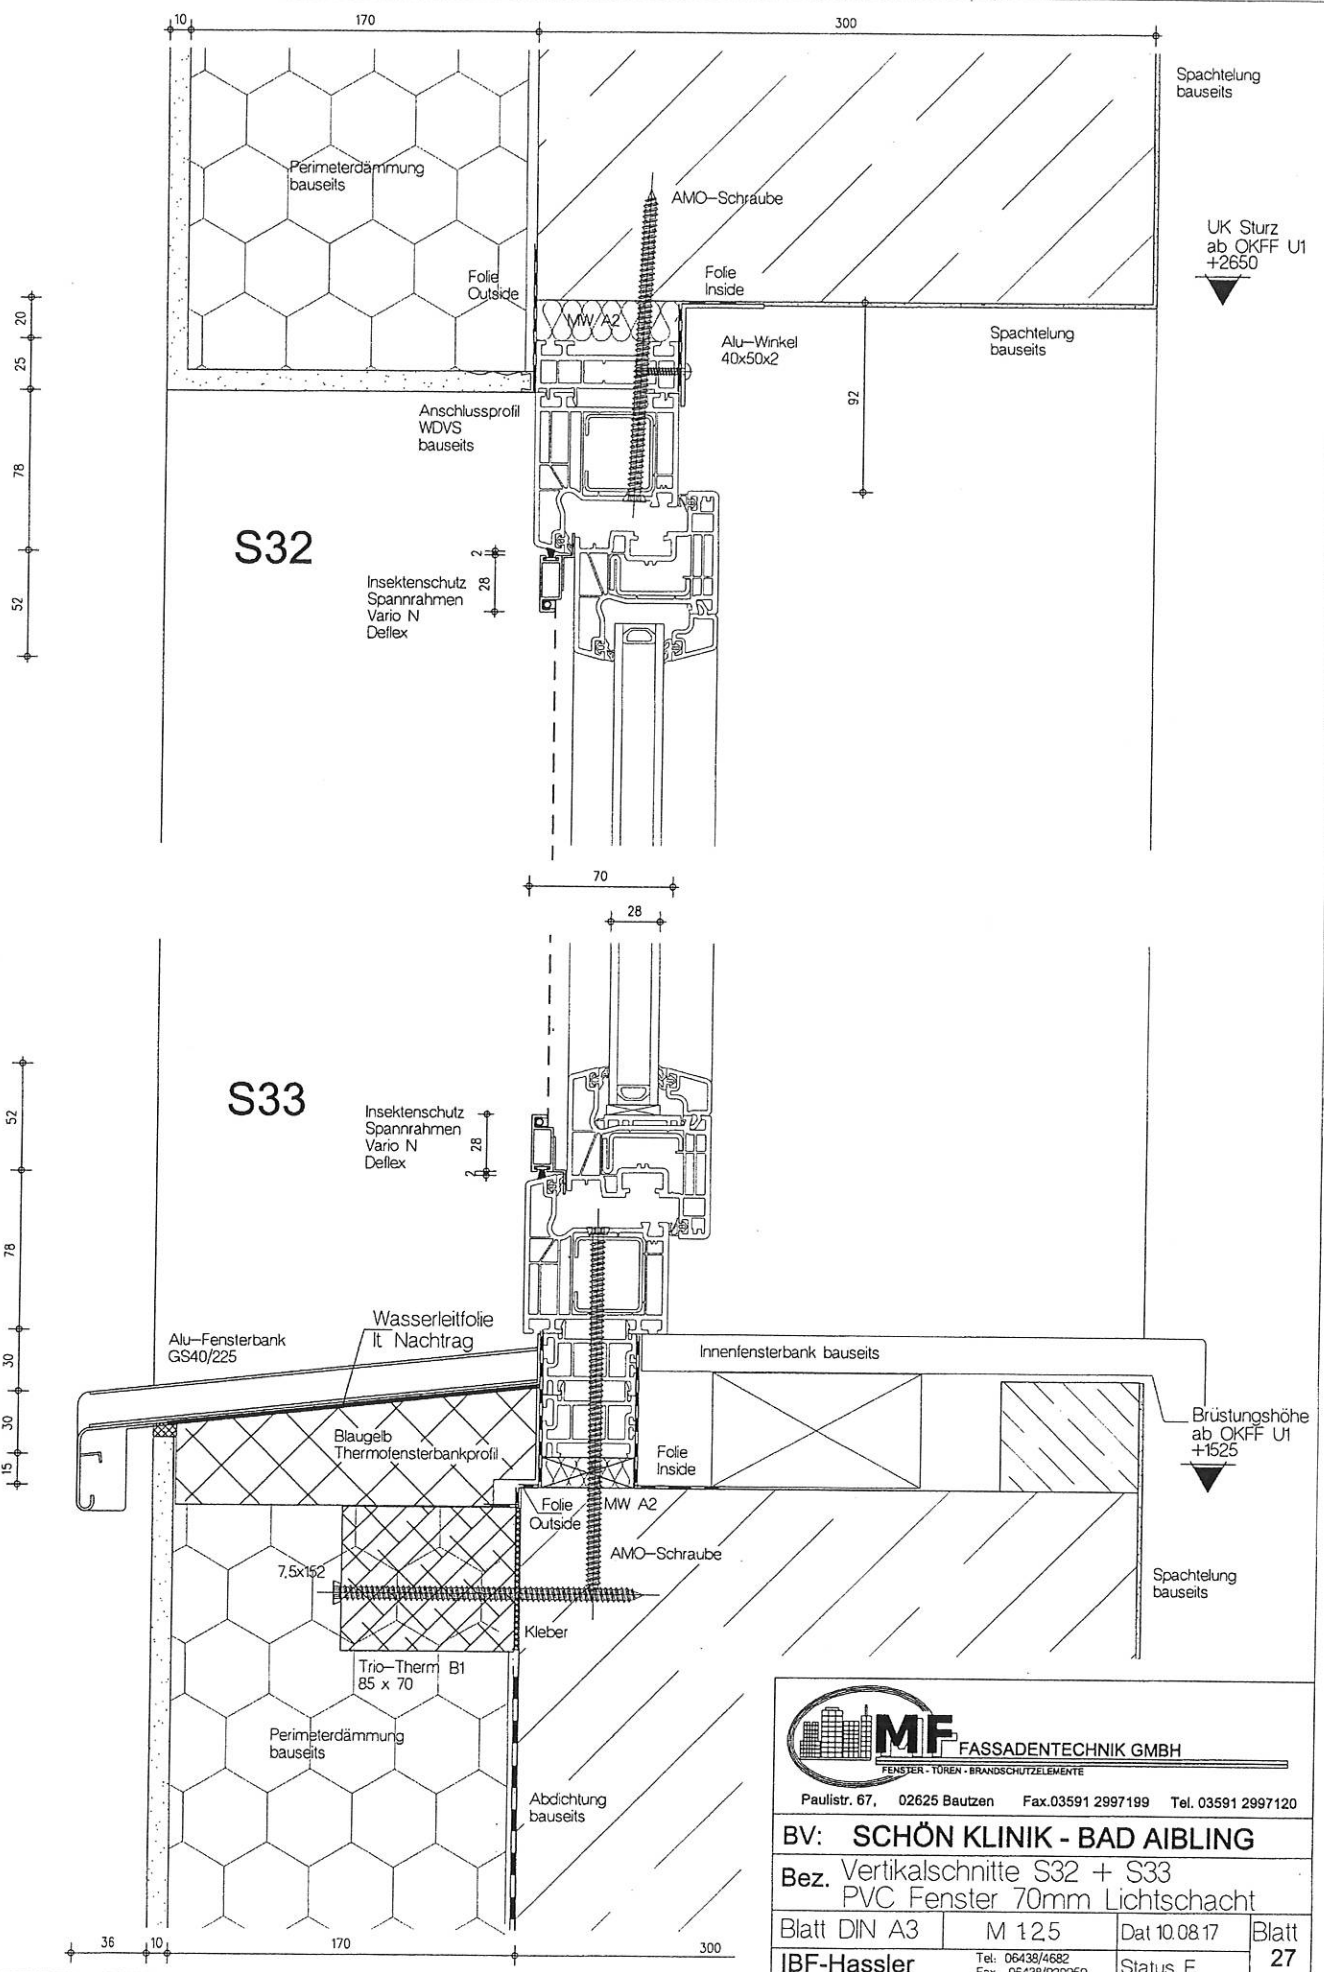 10
170
300
Spachtelung
bauseits
Perimeterdämmung
bauseits
AMO-Schraube
UK Sturz
ab OKFF U1
+2650
Folie
Outside
Folie
Inside
MW A2
20
25
78
52
Alu-Winkel
40x50x2
Spachtelung
bauseits
92
Anschlussprofil
WDVS
bauseits
S32
2
28
Insektenschutz
Spannrahmen
Vario N
Deflex
70
28
S33
52
78
30
30
15
Insektenschutz
Spannrahmen
Vario N
Deflex
28
2
Wasserleitfolie
lt Nachtrag
Alu-Fensterbank
GS40/225
Innenfensterbank bauseits
Blaugelb
Thermofensterbankprofil
Folie
Inside
Brüstungshöhe
ab OKFF U1
+1525
Folie
Outside
MW A2
AMO-Schraube
7,5x152
Kleber
Spachtelung
bauseits
Trio-Therm B1
85 x 70
Perimeterdämmung
bauseits
Abdichtung
bauseits
36
10
170
300
MF FASSADENTECHNIK GMBH
FENSTER - TÜREN - BRANDSCHUTZELEMENTE
Paulistr. 67, 02625 Bautzen Fax.03591 2997199 Tel. 03591 2997120
BV: SCHÖN KLINIK - BAD AIBLING
Bez. Vertikalschnitte S32 + S33
PVC Fenster 70mm Lichtschacht
Blatt DIN A3
M 1:2.5
Dat 10.08.17
Blatt
27
IBF-Hassler
Tel: 06438/4682
Status F